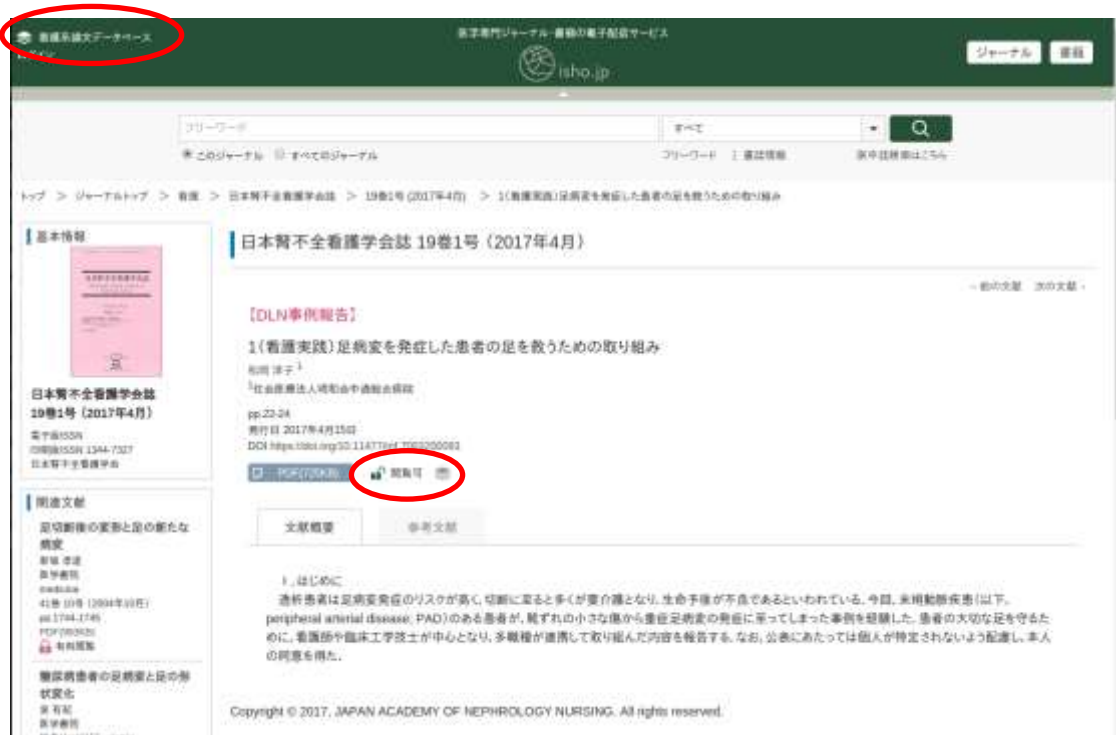 看護系論文データベース
ログイン
医学専門ジャーナル・書籍の電子配信サービス
isho.jp
ジャーナル 書籍
フリーワード
すべて
このジャーナル すべてのジャーナル
フリーワード | 書誌情報
医中誌検索はこちら
トップ > ジャーナルトップ > 看護 > 日本腎不全看護学会誌 > 19巻1号 (2017年4月) > 1(看護実践)足病変を発症した患者の足を救うための取り組み
基本情報
日本腎不全看護学会誌
19巻1号 (2017年4月)
電子版ISSN
印刷版ISSN 1344-7327
日本腎不全看護学会
関連文献
足切断後の変形と足の新たな
病変
医学書院
medicina
41巻 10号 (2004年10月)
pp.1744-1745
有料閲覧
糖尿病患者の足病変と足の形
状変化
医学書院
日本腎不全看護学会誌 19巻1号 (2017年4月)
前の文献 次の文献
【DLN事例報告】
1(看護実践)足病変を発症した患者の足を救うための取り組み
1社会医療法人明和会中通総合病院
pp.22-24
発行日 2017年4月15日
閲覧可
文献概要 参考文献
Ⅰ.はじめに
透析患者は足病変発症のリスクが高く、切断に至ると多くが要介護となり、生命予後が不良であるといわれている。今回、末梢動脈疾患(以下、
peripheral arterial disease; PAD)のある患者が、靴ずれの小さな傷から重症足病変の発症に至ってしまった事例を経験した。患者の大切な足を守るた
めに、看護師や臨床工学技士が中心となり、多職種が連携して取り組んだ内容を報告する。なお、公表にあたっては個人が特定されないよう配慮し、本人
の同意を得た。
Copyright © 2017, JAPAN ACADEMY OF NEPHROLOGY NURSING. All rights reserved.